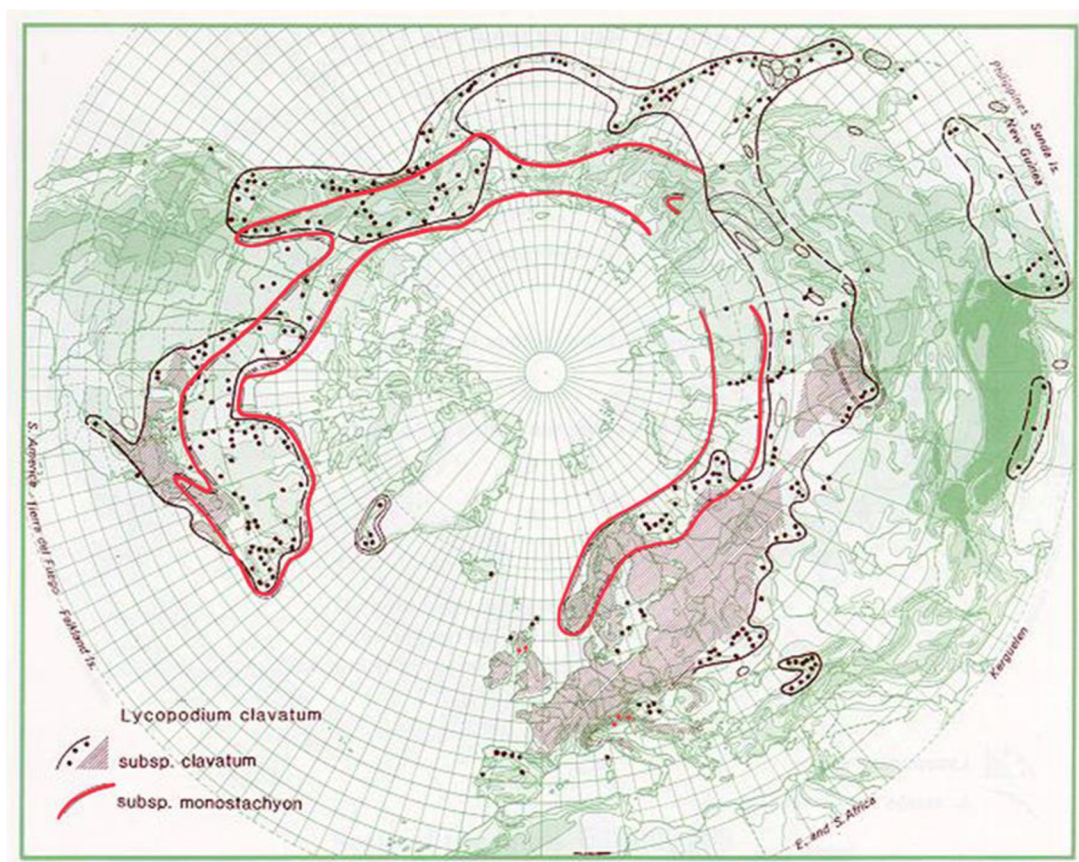 Philippines Sunda Is.
New Guinea
S. America - Tierra del Fuego Falkland Is.
Kerguelen
E. and S. Africa
Lycopodium clavatum
subsp. clavatum
subsp. monostachyon